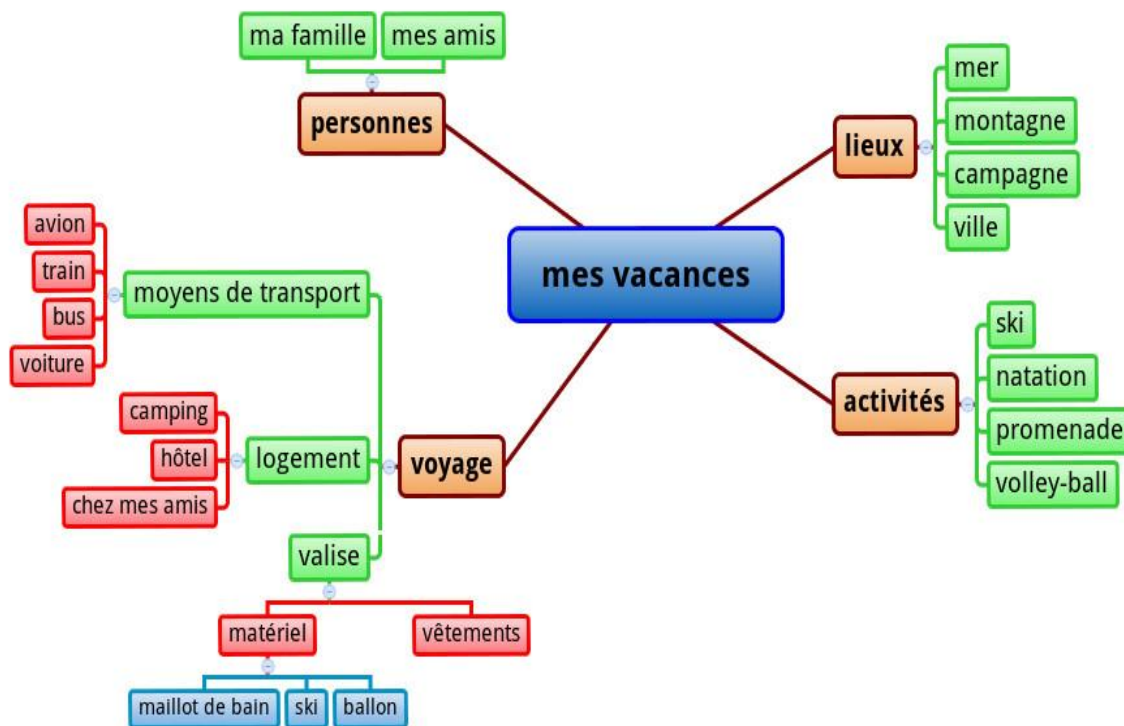 ma famille
mes amis
personnes
mer
montagne
lieux
campagne
ville
mes vacances
avion
train
moyens de transport
bus
voiture
ski
natation
activités
promenade
volley-ball
camping
hôtel
logement
voyage
chez mes amis
valise
matériel
vêtements
maillot de bain
ski
ballon